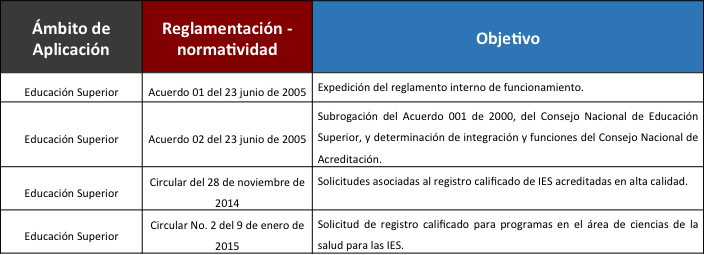 Ámbito de
Aplicación
Reglamentación -
normatividad
Objetivo
Educación Superior
Acuerdo 01 del 23 junio de 2005
Expedición del reglamento interno de funcionamiento.
Educación Superior
Acuerdo 02 del 23 junio de 2005
Subrogación del Acuerdo 001 de 2000, del Consejo Nacional de Educación
Superior, y determinación de integración y funciones del Consejo Nacional de
Acreditación.
Educación Superior
Circular del 28 de noviembre de
2014
Solicitudes asociadas al registro calificado de IES acreditadas en alta calidad.
Educación Superior
Circular No. 2 del 9 de enero de
2015
Solicitud de registro calificado para programas en el área de ciencias de la
salud para las IES.